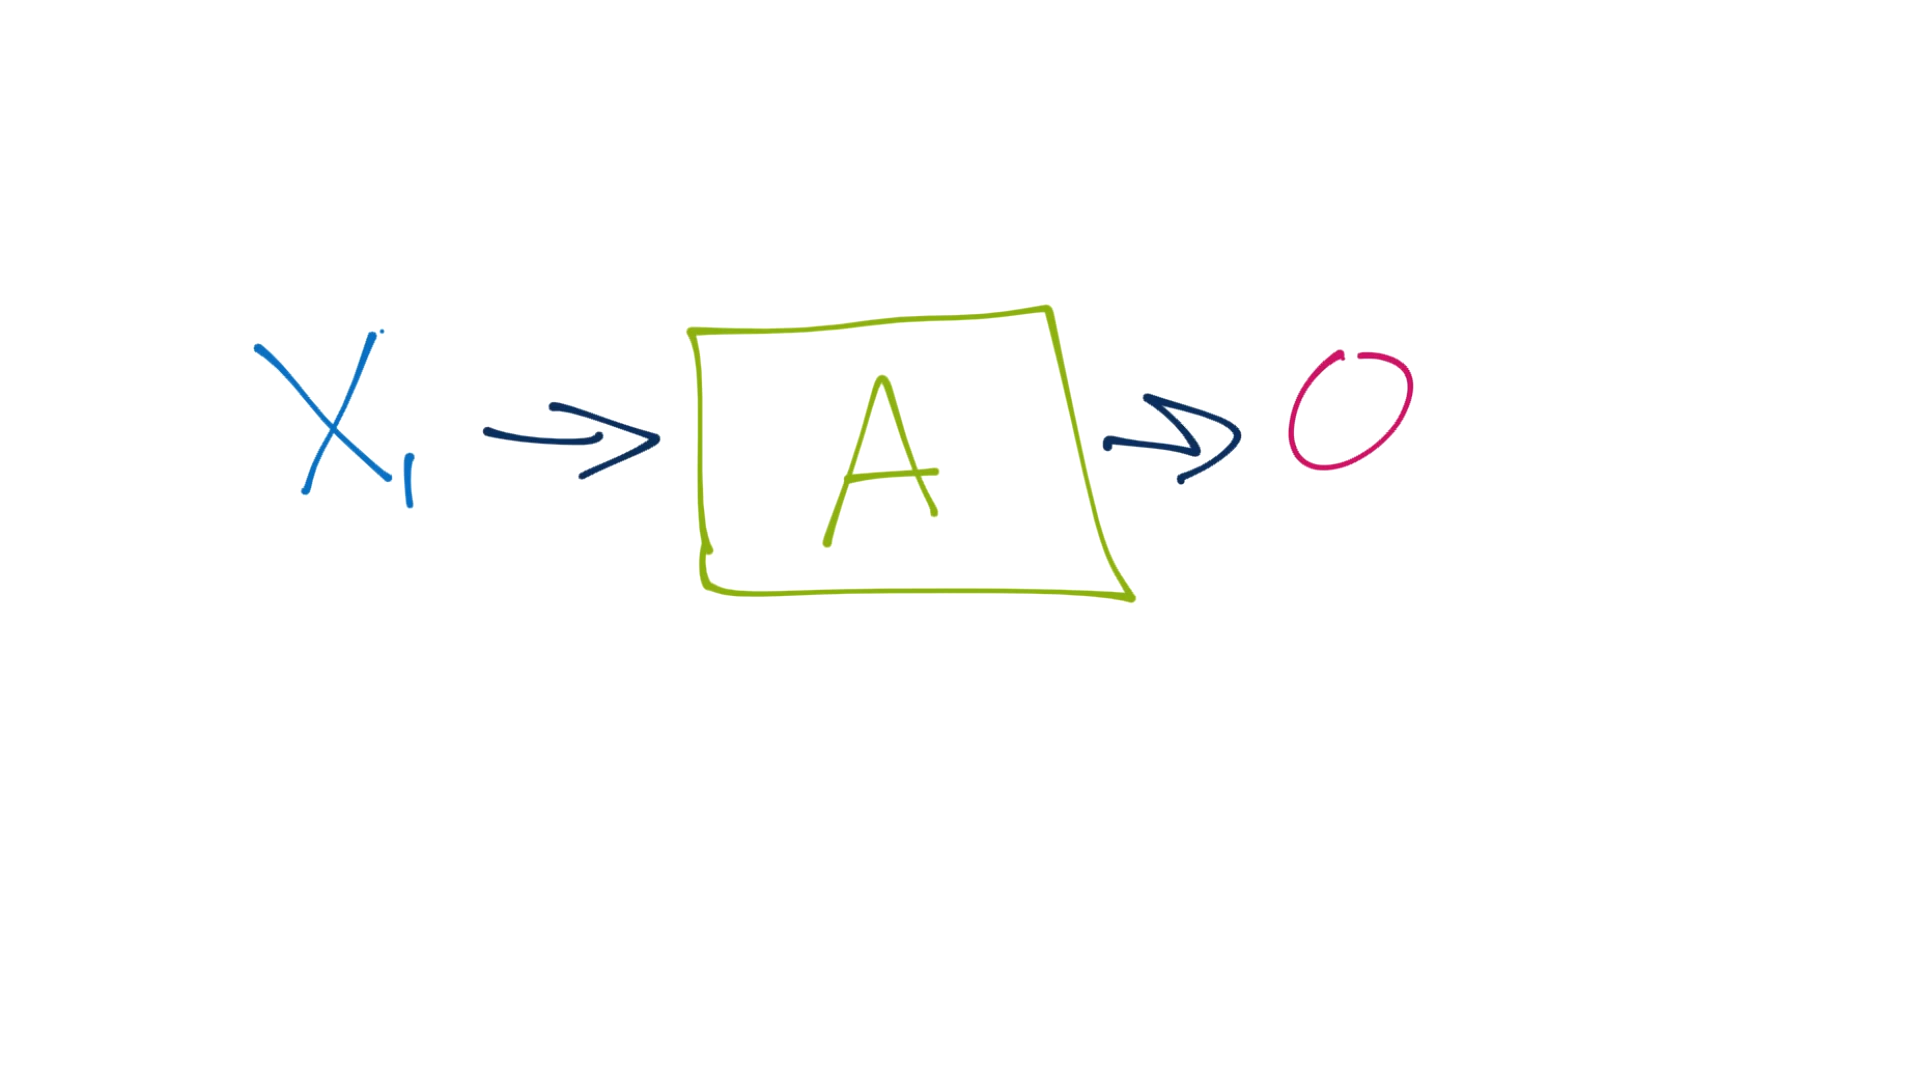 X₁ → A → O